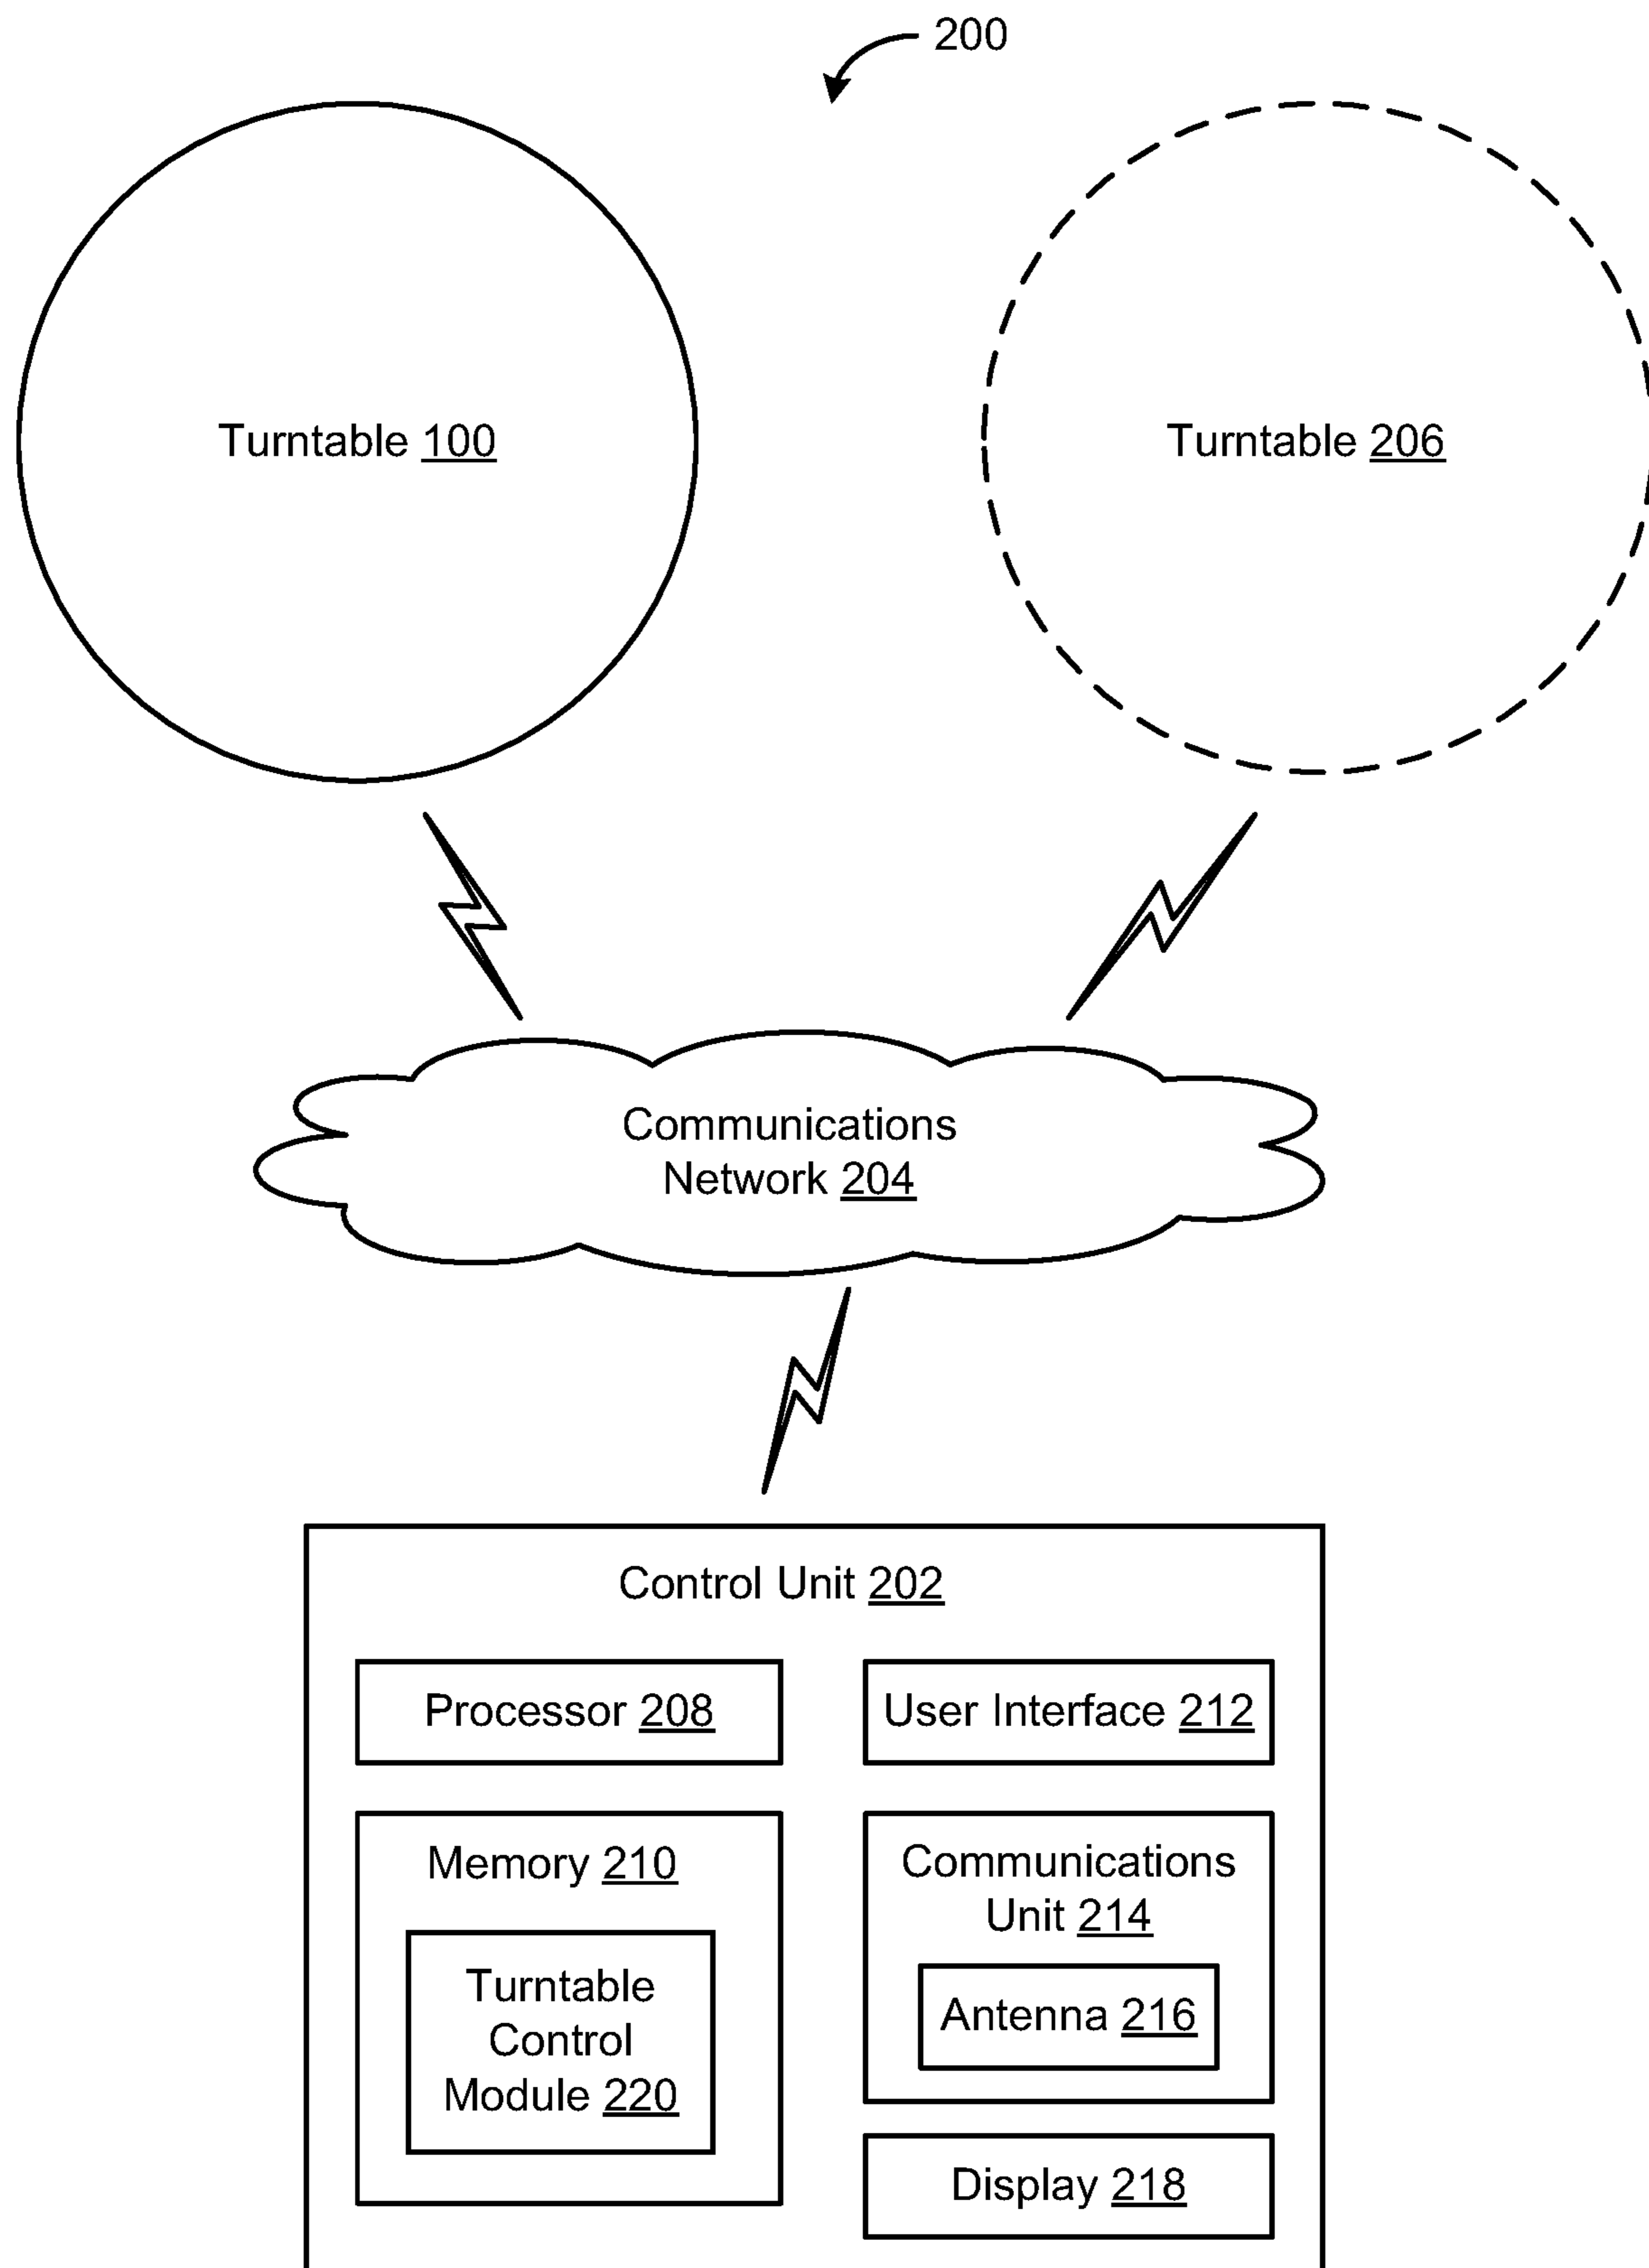 200
Turntable 100
Turntable 206
Communications
Network 204
Control Unit 202
Processor 208
User Interface 212
Memory 210
Turntable
Control
Module 220
Communications
Unit 214
Antenna 216
Display 218